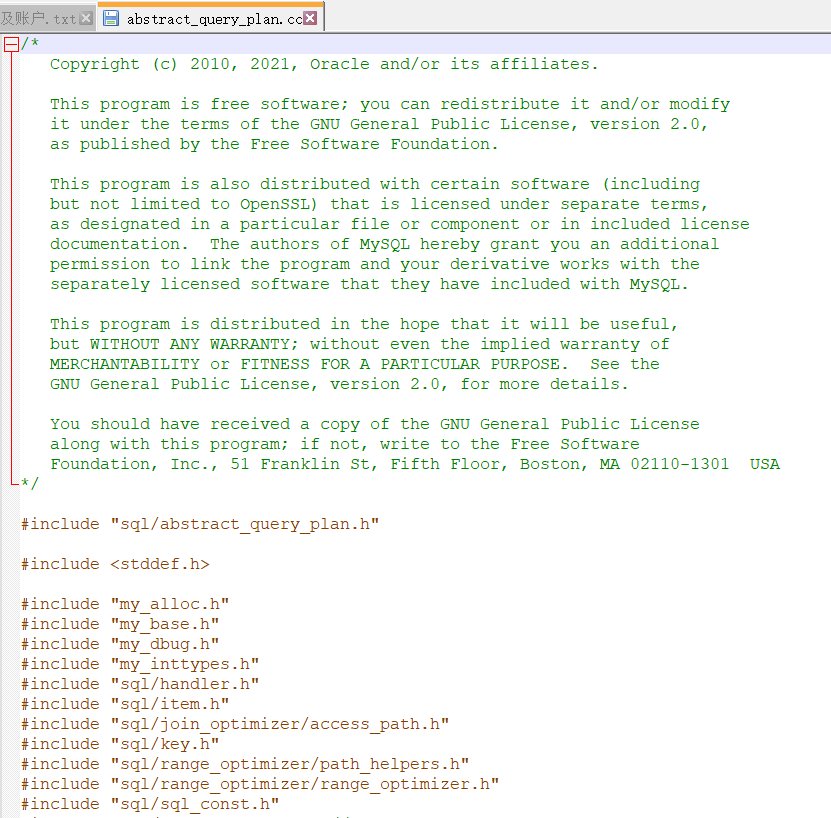 及账户.txt abstract_query_plan.cc
/*
   Copyright (c) 2010, 2021, Oracle and/or its affiliates.

   This program is free software; you can redistribute it and/or modify
   it under the terms of the GNU General Public License, version 2.0,
   as published by the Free Software Foundation.

   This program is also distributed with certain software (including
   but not limited to OpenSSL) that is licensed under separate terms,
   as designated in a particular file or component or in included license
   documentation.  The authors of MySQL hereby grant you an additional
   permission to link the program and your derivative works with the
   separately licensed software that they have included with MySQL.

   This program is distributed in the hope that it will be useful,
   but WITHOUT ANY WARRANTY; without even the implied warranty of
   MERCHANTABILITY or FITNESS FOR A PARTICULAR PURPOSE.  See the
   GNU General Public License, version 2.0, for more details.

   You should have received a copy of the GNU General Public License
   along with this program; if not, write to the Free Software
   Foundation, Inc., 51 Franklin St, Fifth Floor, Boston, MA 02110-1301  USA
*/

#include "sql/abstract_query_plan.h"

#include <stddef.h>

#include "my_alloc.h"
#include "my_base.h"
#include "my_dbug.h"
#include "my_inttypes.h"
#include "sql/handler.h"
#include "sql/item.h"
#include "sql/join_optimizer/access_path.h"
#include "sql/key.h"
#include "sql/range_optimizer/path_helpers.h"
#include "sql/range_optimizer/range_optimizer.h"
#include "sql/sql_const.h"